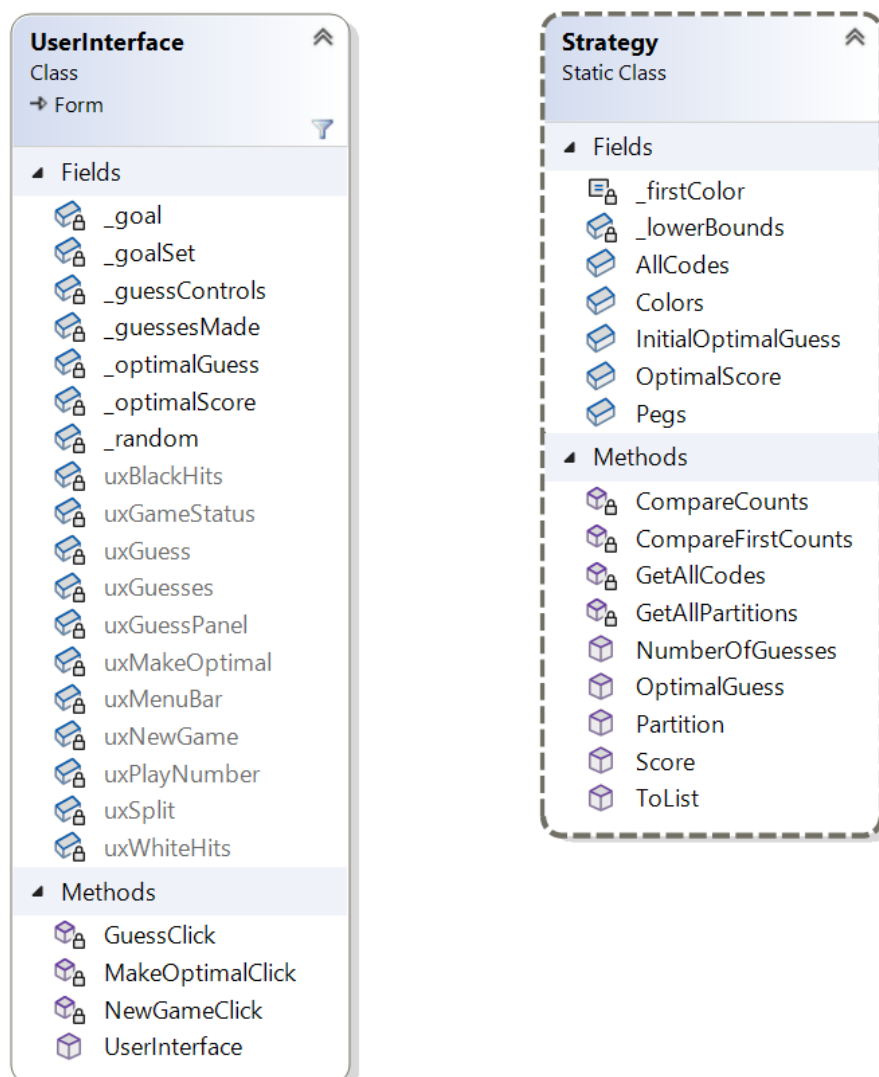 UserInterface
Class
Form
Fields
_goal
_goalSet
_guessControls
_guessesMade
_optimalGuess
_optimalScore
_random
uxBlackHits
uxGameStatus
uxGuess
uxGuesses
uxGuessPanel
uxMakeOptimal
uxMenuBar
uxNewGame
uxPlayNumber
uxSplit
uxWhiteHits
Methods
GuessClick
MakeOptimalClick
NewGameClick
UserInterface
Strategy
Static Class
Fields
_firstColor
_lowerBounds
AllCodes
Colors
InitialOptimalGuess
OptimalScore
Pegs
Methods
CompareCounts
CompareFirstCounts
GetAllCodes
GetAllPartitions
NumberOfGuesses
OptimalGuess
Partition
Score
ToList